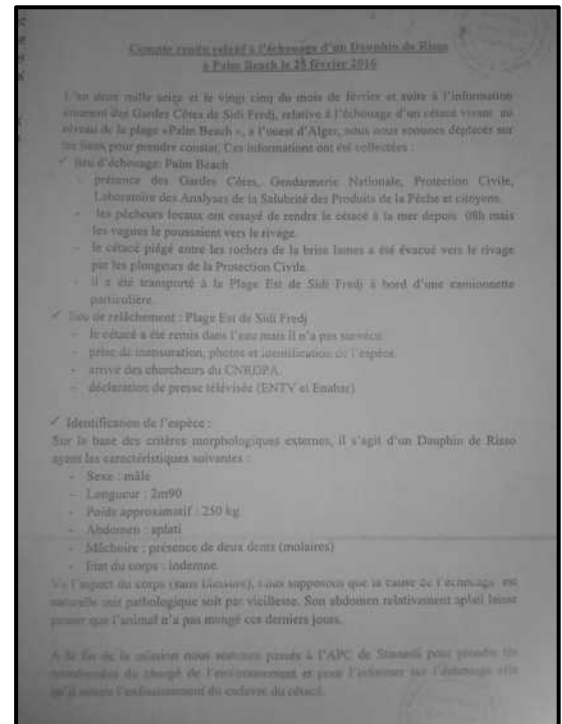 Compte rendu relatif à l'échouage d'un Dauphin de Risso
à Palm Beach le 25 février 2016
L'an deux mille seize et le vingt cinq du mois de février et suite à l'information
émanant des Gardes Côtes de Sidi Fredj, relative à l'échouage d'un cétacé vivant au
niveau de la plage «Palm Beach », à l'ouest d'Alger, nous nous sommes déplacés sur
les lieux pour prendre constat. Ces informations ont été collectées :
✓ lieu d'échouage: Palm Beach
- présence des Gardes Côtes, Gendarmerie Nationale, Protection Civile,
Laboratoire des Analyses de la Salubrité des Produits de la Pêche et citoyens.
- les pêcheurs locaux ont essayé de rendre le cétacé à la mer depuis 08h mais
les vagues le poussaient vers le rivage.
- le cétacé piégé entre les rochers de la brise lames a été évacué vers le rivage
par les plongeurs de la Protection Civile.
- il a été transporté à la Plage Est de Sidi Fredj à bord d'une camionnette
particulière.
✓ lieu de relâchement : Plage Est de Sidi Fredj
- le cétacé a été remis dans l'eau mais il n'a pas survécu.
- prise de mensuration, photos et identification de l'espèce.
- arrive des chercheurs du CNRDPA.
- déclaration de presse télévisée (ENTV et Enahar)
✓ Identification de l'espèce :
Sur la base des critères morphologiques externes, il s'agit d'un Dauphin de Risso
ayant les caractéristiques suivantes :
- Sexe : mâle
- Longueur : 2m90
- Poids approximatif : 250 kg
- Abdomen : aplati
- Mâchoire : présence de deux dents (molaires)
- Etat du corps : indemne.
Vu l'aspect du corps (sans blessure), nous supposons que la cause de l'échouage est
naturelle soit pathologique soit par vieillesse. Son abdomen relativement aplati laisse
penser que l'animal n'a pas mangé ces derniers jours.
A la fin de la mission nous sommes passés à l'APC de Staoueli pour prendre les
coordonnées du chargé de l'environnement et pour l'informer sur l'échouage afin
qu'il assure l'enfouissement du cadavre du cétacé.